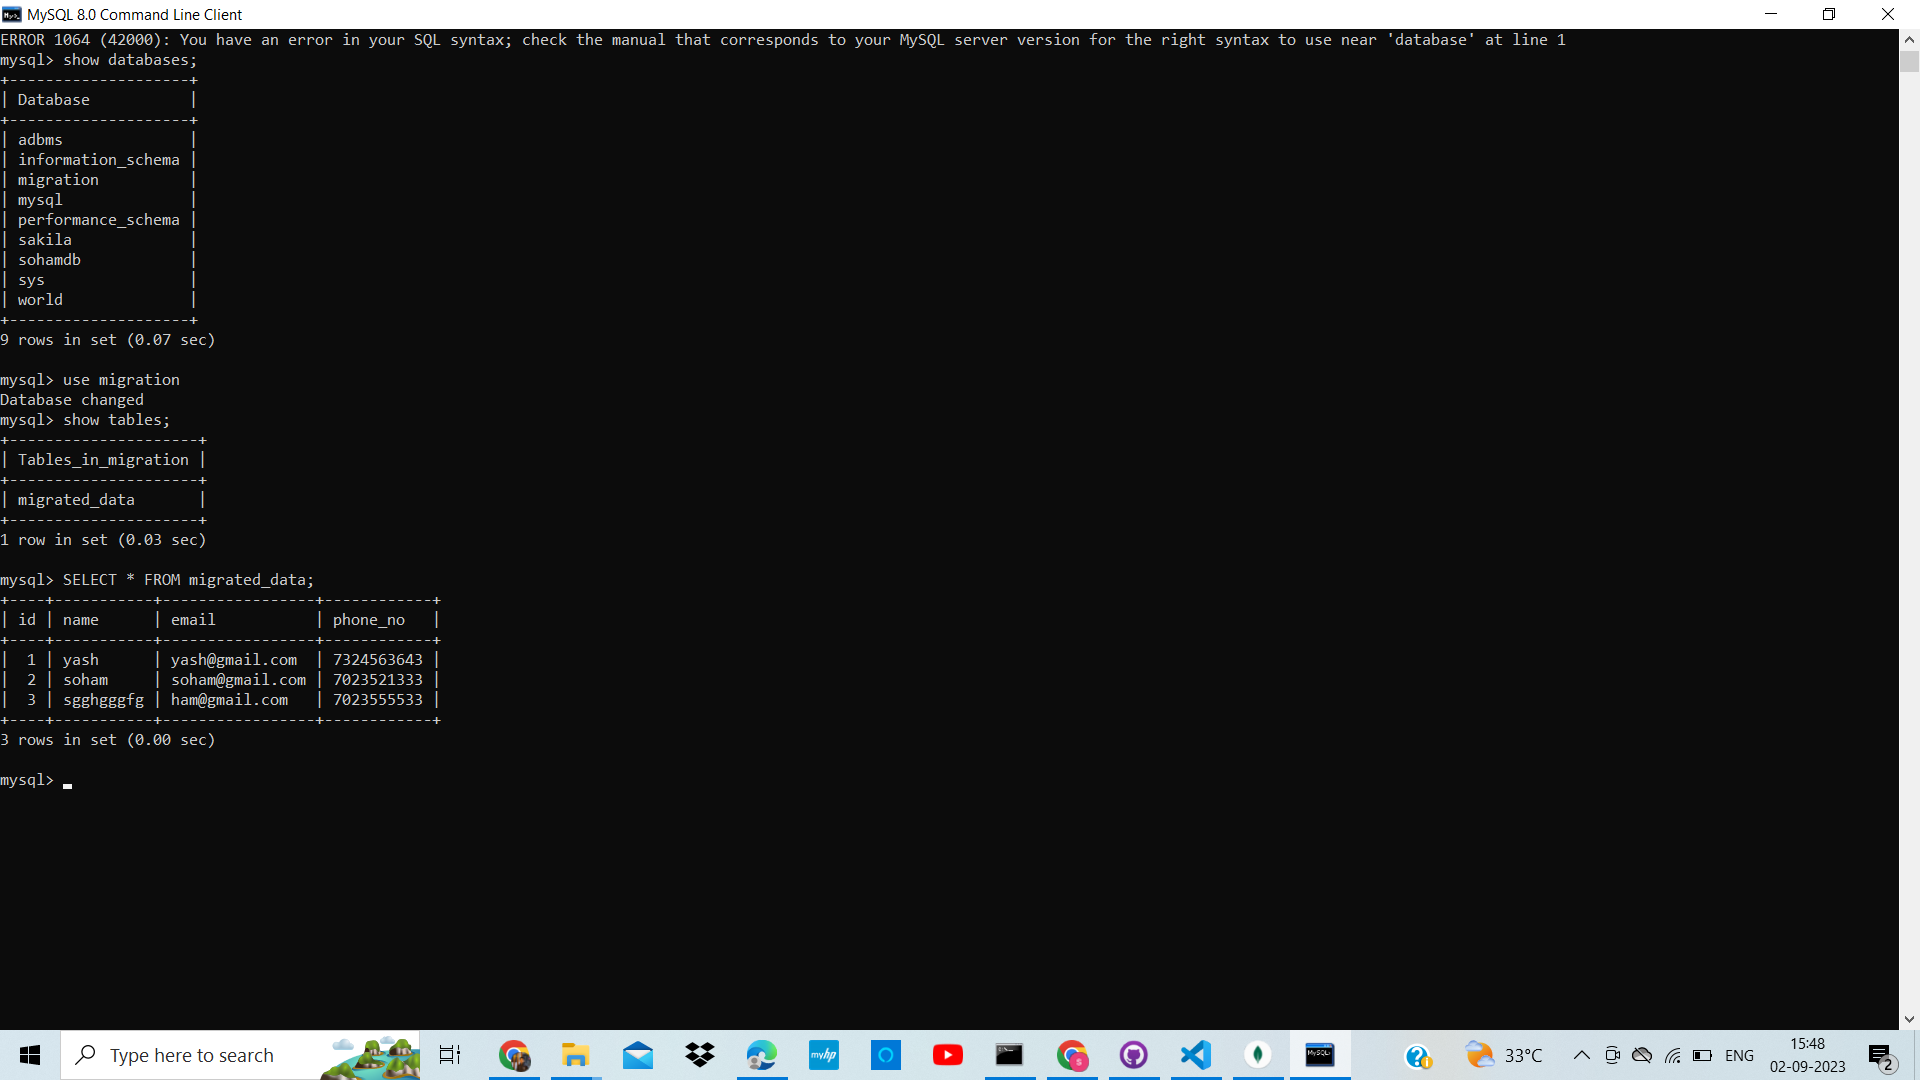 MySQL 8.0 Command Line Client
ERROR 1064 (42000): You have an error in your SQL syntax; check the manual that corresponds to your MySQL server version for the right syntax to use near 'database' at line 1
mysql> show databases;
+--------------------+
| Database           |
+--------------------+
| adbms              |
| information_schema |
| migration          |
| mysql              |
| performance_schema |
| sakila             |
| sohamdb            |
| sys                |
| world              |
+--------------------+
9 rows in set (0.07 sec)

mysql> use migration
Database changed
mysql> show tables;
+---------------------+
| Tables_in_migration |
+---------------------+
| migrated_data       |
+---------------------+
1 row in set (0.03 sec)

mysql> SELECT * FROM migrated_data;
+----+-----------+-----------------+------------+
| id | name      | email           | phone_no   |
+----+-----------+-----------------+------------+
|  1 | yash      | yash@gmail.com  | 7324563643 |
|  2 | soham     | soham@gmail.com | 7023521333 |
|  3 | sgghgggfg | ham@gmail.com   | 7023555533 |
+----+-----------+-----------------+------------+
3 rows in set (0.00 sec)

mysql>
Type here to search
myhp
MySQL
33°C
ENG
15:48
02-09-2023
2